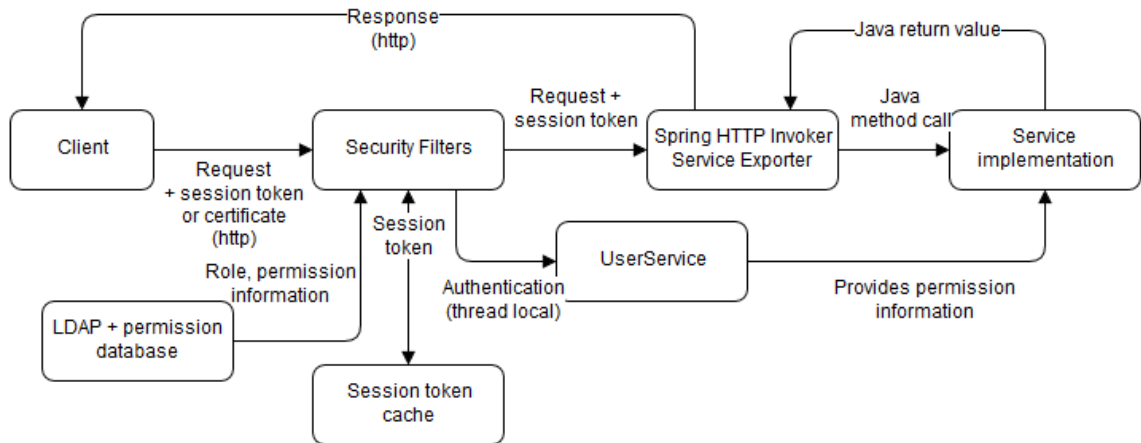 Response
(http)
Java return value
Request +
session token
Java
method call
Client
Security Filters
Spring HTTP Invoker
Service Exporter
Service
implementation
Request
+ session token
or certificate
(http)
Session
token
UserService
Role, permission
information
Authentication
(thread local)
Provides permission
information
LDAP + permission
database
Session token
cache